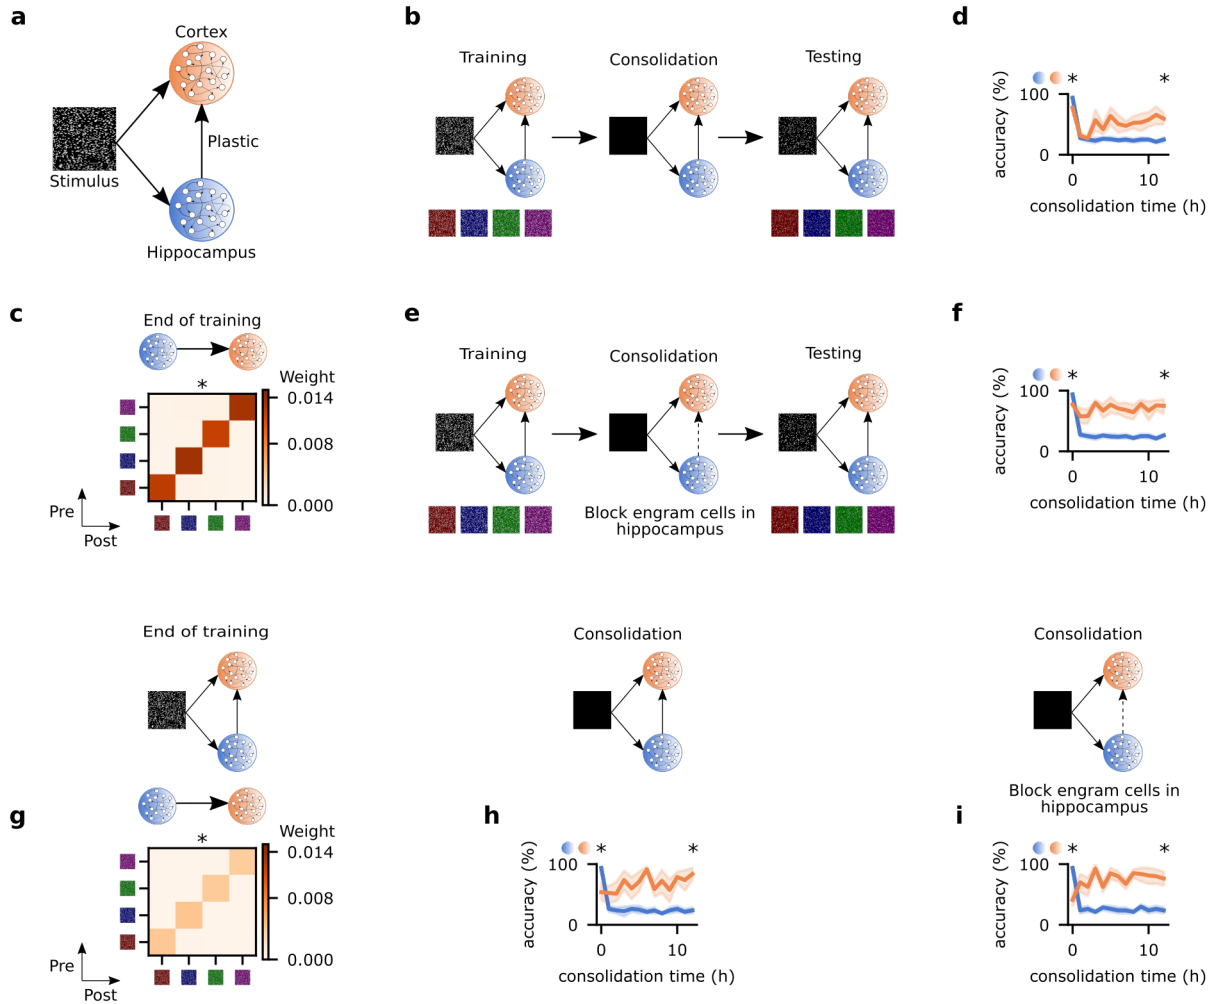 a
Cortex
Plastic
Stimulus
Hippocampus
b
Training
Consolidation
Testing
d
accuracy (%)
*
*
100
0
0
10
consolidation time (h)
c
End of training
*
Weight
0.014
0.008
0.000
Pre
Post
e
Training
Consolidation
Testing
Block engram cells in
hippocampus
f
accuracy (%)
*
*
100
0
0
10
consolidation time (h)
End of training
g
*
Weight
0.014
0.008
0.000
Pre
Post
Consolidation
h
accuracy (%)
*
*
100
0
0
10
consolidation time (h)
Consolidation
Block engram cells in
hippocampus
i
accuracy (%)
*
*
100
0
0
10
consolidation time (h)